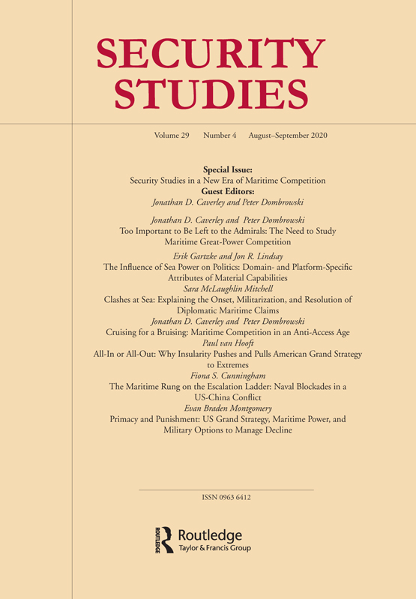 SECURITY
STUDIES
Volume 29 Number 4 August–September 2020
Special Issue:
Security Studies in a New Era of Maritime Competition
Guest Editors:
Jonathan D. Caverley and Peter Dombrowski
Jonathan D. Caverley and Peter Dombrowski
Too Important to Be Left to the Admirals: The Need to Study
Maritime Great-Power Competition
Erik Gartzke and Jon R. Lindsay
The Influence of Sea Power on Politics: Domain- and Platform-Specific
Attributes of Material Capabilities
Sara McLaughlin Mitchell
Clashes at Sea: Explaining the Onset, Militarization, and Resolution of
Diplomatic Maritime Claims
Jonathan D. Caverley and Peter Dombrowski
Cruising for a Bruising: Maritime Competition in an Anti-Access Age
Paul van Hooft
All-In or All-Out: Why Insularity Pushes and Pulls American Grand Strategy
to Extremes
Fiona S. Cunningham
The Maritime Rung on the Escalation Ladder: Naval Blockades in a
US-China Conflict
Evan Braden Montgomery
Primacy and Punishment: US Grand Strategy, Maritime Power, and
Military Options to Manage Decline
ISSN 0963 6412
ROUTLEDGE
Routledge
Taylor & Francis Group